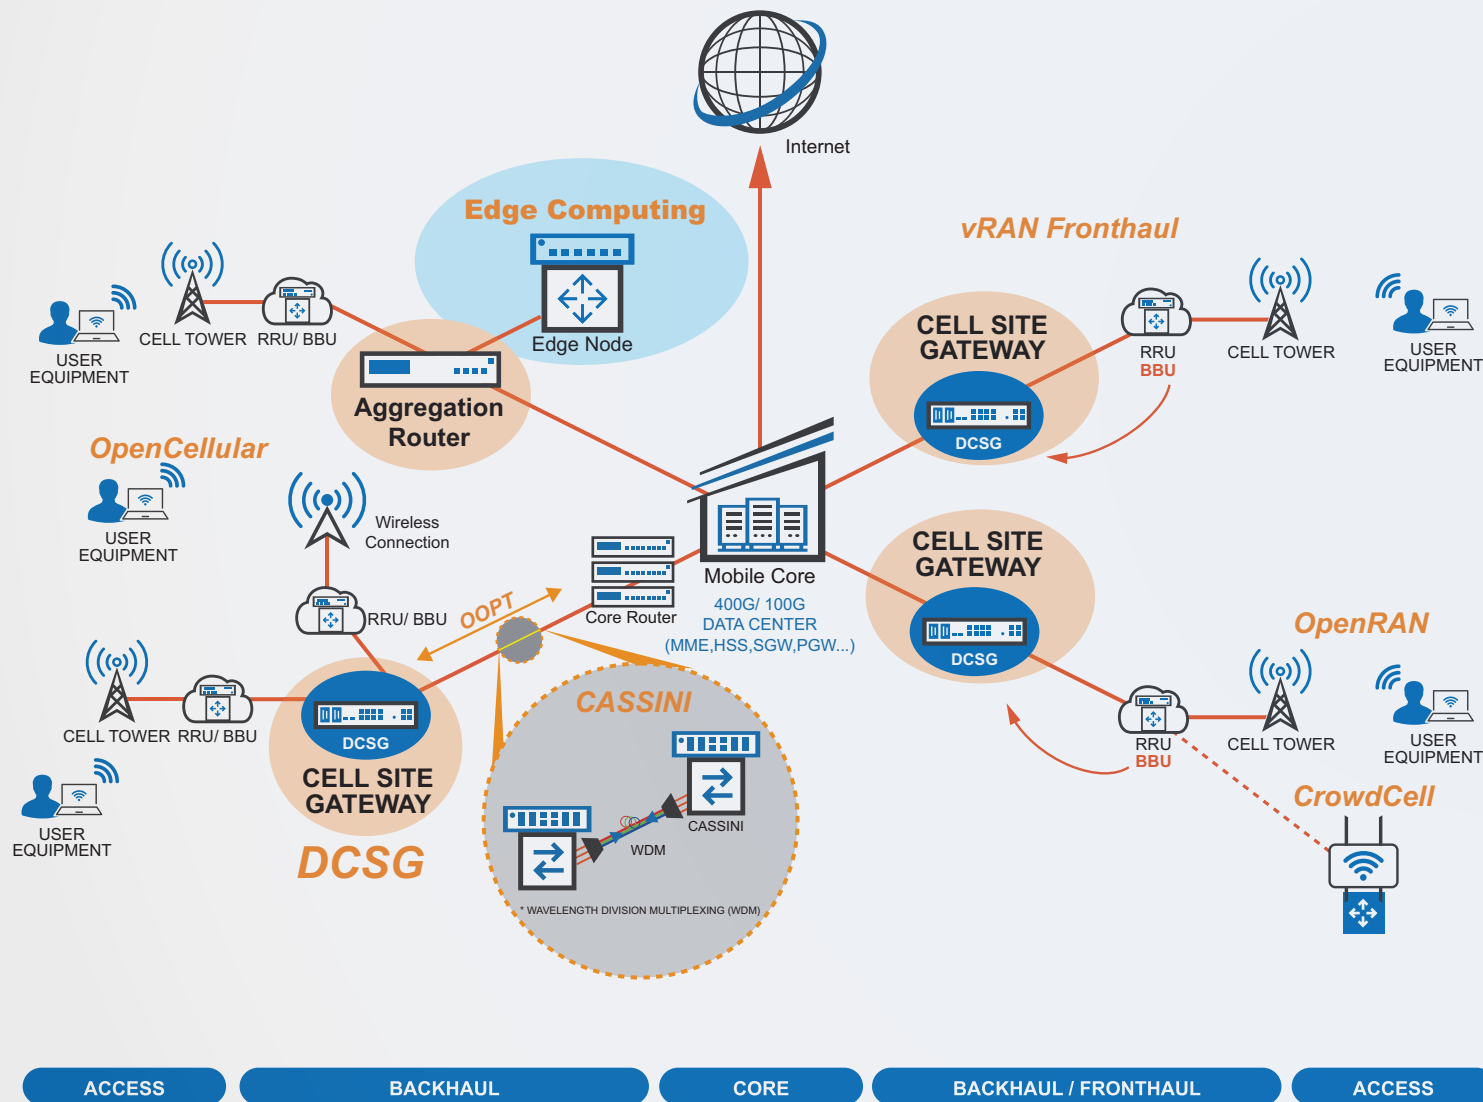 Internet
Edge Computing
Edge Node
vRAN Fronthaul
CELL TOWER
RRU/ BBU
USER
EQUIPMENT
Aggregation
Router
CELL SITE
GATEWAY
DCSG
RRU
BBU
CELL TOWER
USER
EQUIPMENT
OpenCellular
USER
EQUIPMENT
Wireless
Connection
RRU/ BBU
OOPT
Core Router
Mobile Core
400G/ 100G
DATA CENTER
(MME,HSS,SGW,PGW...)
CELL SITE
GATEWAY
DCSG
OpenRAN
RRU
BBU
CELL TOWER
USER
EQUIPMENT
CrowdCell
CELL TOWER
RRU/ BBU
DCSG
CELL SITE
GATEWAY
DCSG
USER
EQUIPMENT
CASSINI
CASSINI
WDM
* WAVELENGTH DIVISION MULTIPLEXING (WDM)
ACCESS
BACKHAUL
CORE
BACKHAUL / FRONTHAUL
ACCESS